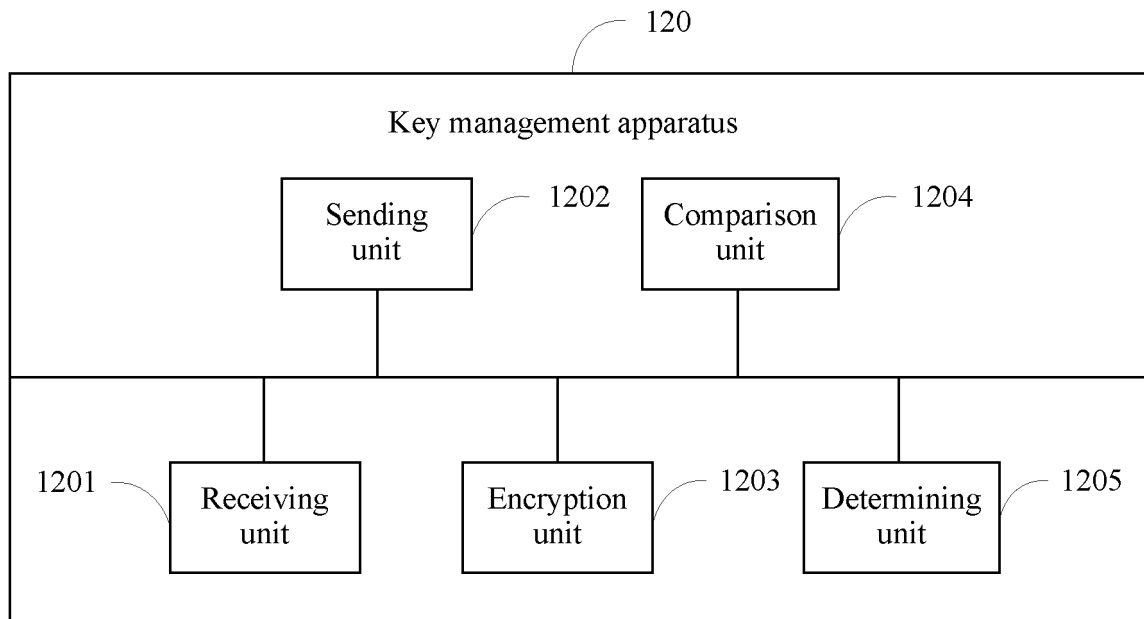 120
Key management apparatus
Sending
unit
1202
Comparison
unit
1204
1201
Receiving
unit
Encryption
unit
1203
Determining
unit
1205